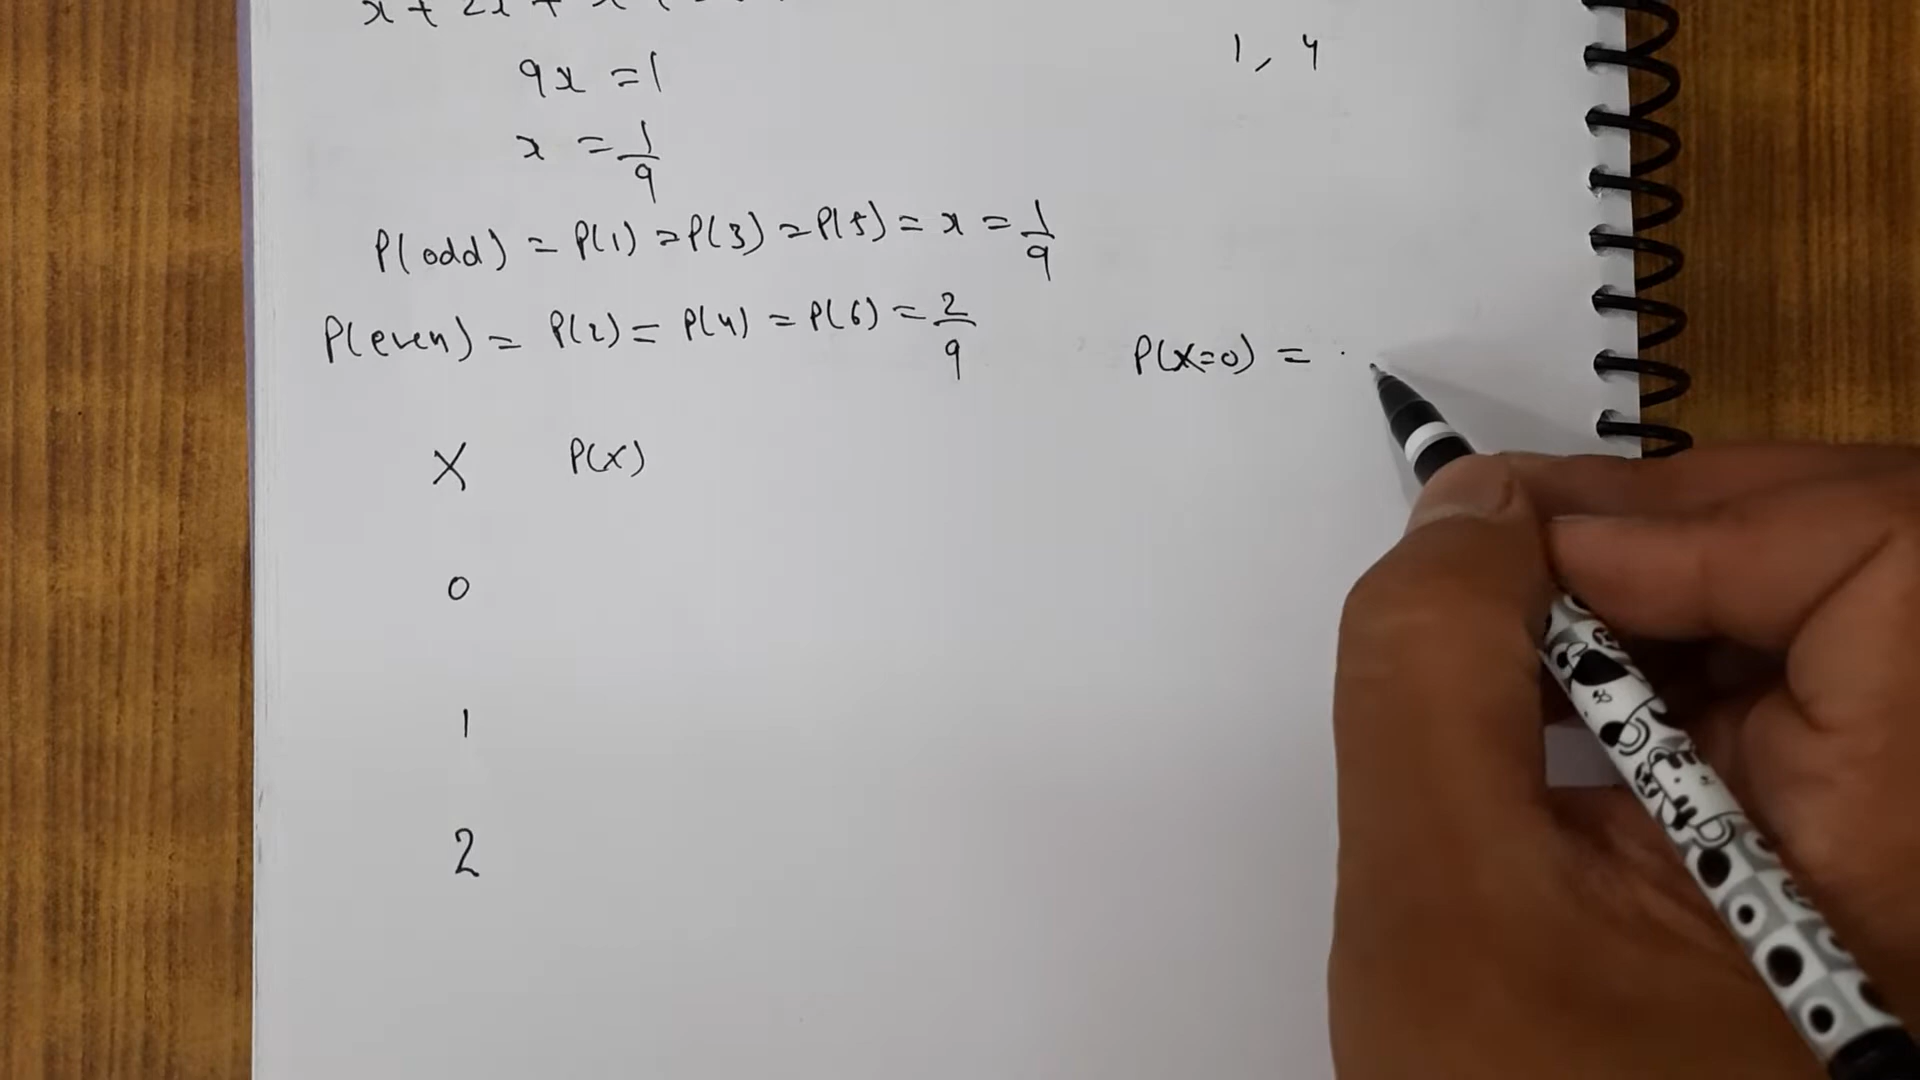 x + 2x + x +
1, 4
9x = 1
x = 1/9
P(odd) = P(1) = P(3) = P(5) = x = 1/9
P(even) = P(2) = P(4) = P(6) = 2/9
P(X=0) =
X P(X)
0
1
2